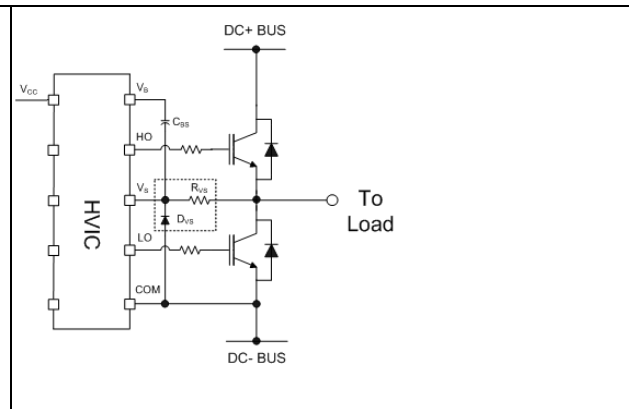 DC+ BUS
Vcc
VB
CBS
HO
VS
RVS
To
Load
DVS
HVIC
LO
COM
DC- BUS